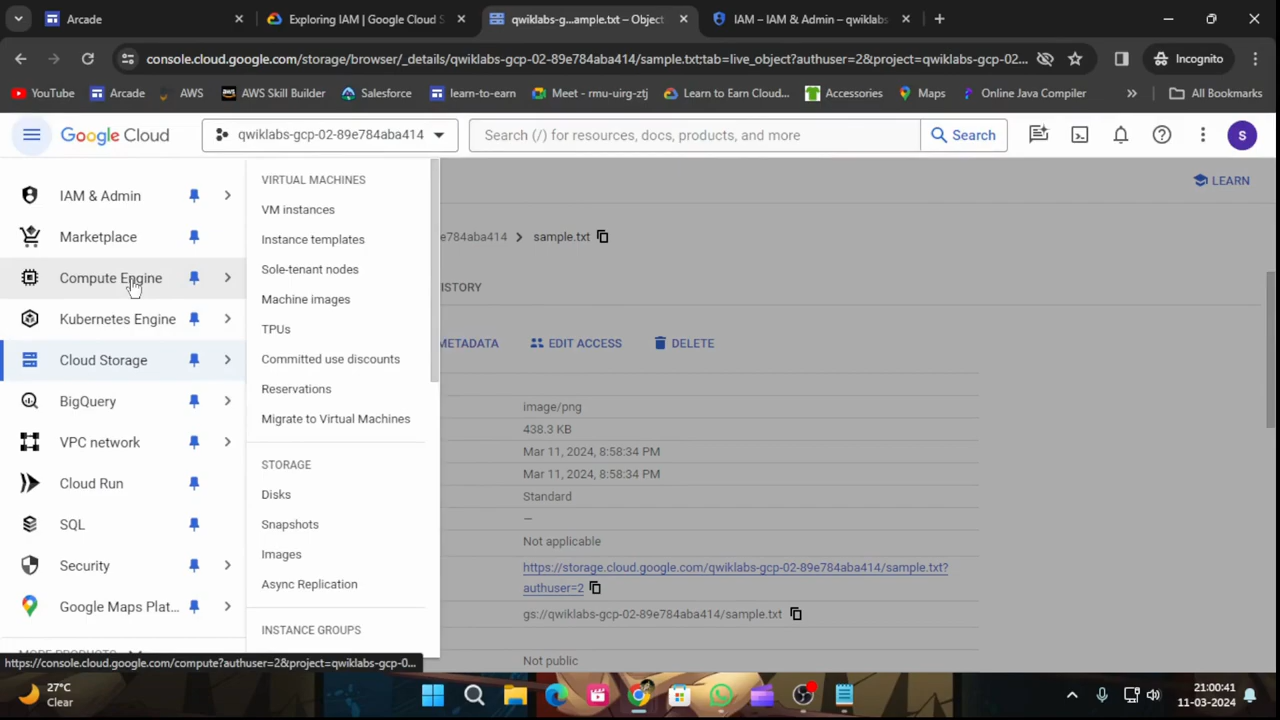 Arcade
Exploring IAM | Google Cloud S
qwiklabs-g...ample.txt – Object
IAM – IAM & Admin – qwiklabs
console.cloud.google.com/storage/browser/_details/qwiklabs-gcp-02-89e784aba414/sample.txt;tab=live_object?authuser=2&project=qwiklabs-gcp-02...
Incognito
YouTube
Arcade
AWS
AWS Skill Builder
Salesforce
learn-to-earn
Meet - rmu-uirg-ztj
Learn to Earn Cloud...
Accessories
Maps
Online Java Compiler
All Bookmarks
Google Cloud
qwiklabs-gcp-02-89e784aba414
Search (/) for resources, docs, products, and more
Search
S
IAM & Admin
Marketplace
Compute Engine
Kubernetes Engine
Cloud Storage
BigQuery
VPC network
Cloud Run
SQL
Security
Google Maps Plat...
VIRTUAL MACHINES
VM instances
Instance templates
Sole-tenant nodes
Machine images
TPUs
Committed use discounts
Reservations
Migrate to Virtual Machines
STORAGE
Disks
Snapshots
Images
Async Replication
INSTANCE GROUPS
LEARN
e784aba414
sample.txt
ISTORY
METADATA
EDIT ACCESS
DELETE
image/png
438.3 KB
Mar 11, 2024, 8:58:34 PM
Mar 11, 2024, 8:58:34 PM
Standard
—
Not applicable
https://storage.cloud.google.com/qwiklabs-gcp-02-89e784aba414/sample.txt?
authuser=2
gs://qwiklabs-gcp-02-89e784aba414/sample.txt
Not public
MORE PRODUCTS
https://console.cloud.google.com/compute?authuser=2&project=qwiklabs-gcp-0...
27°C
Clear
21:00:41
11-03-2024